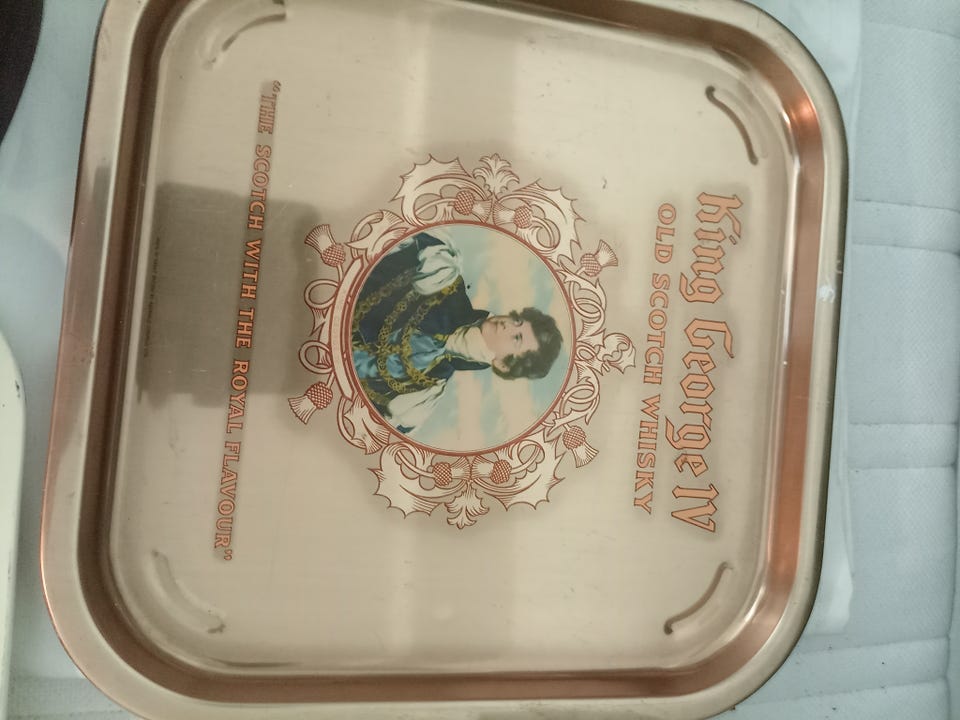 King George IV
OLD SCOTCH WHISKY
"THE SCOTCH WITH THE ROYAL FLAVOUR"